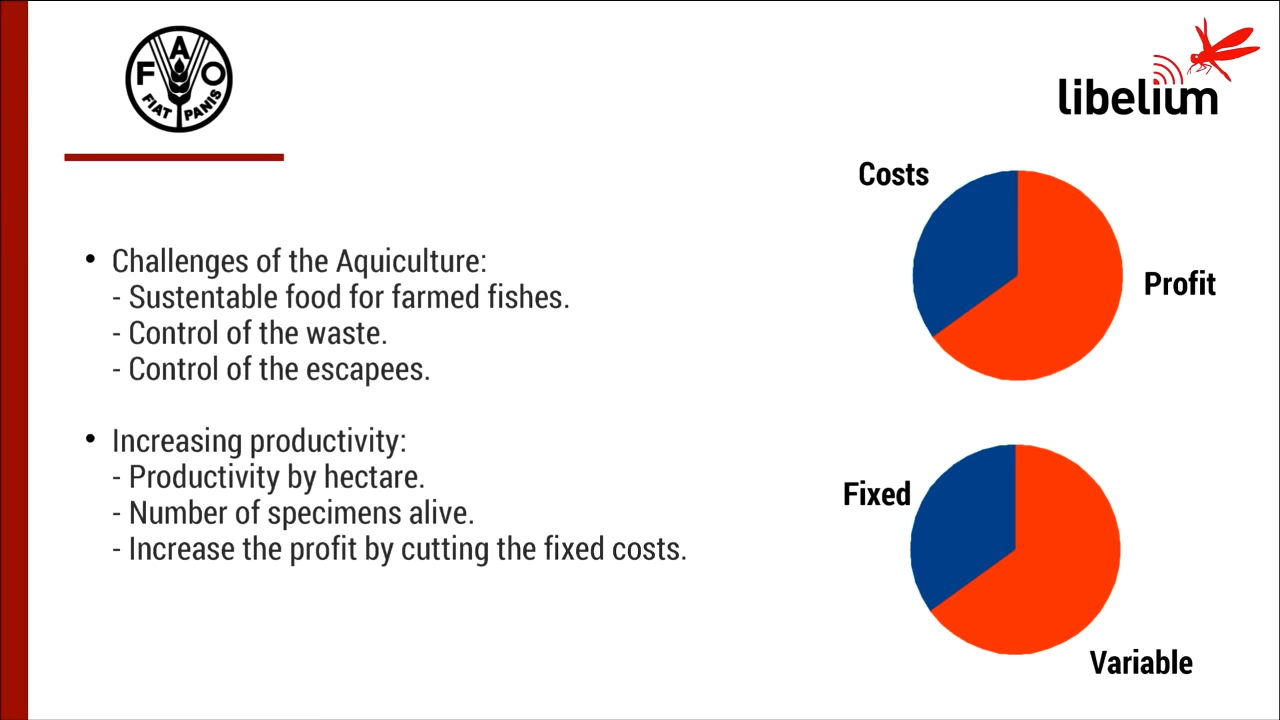 FAO
FIAT PANIS
libelium
• Challenges of the Aquiculture:
- Sustentable food for farmed fishes.
- Control of the waste.
- Control of the escapees.
• Increasing productivity:
- Productivity by hectare.
- Number of specimens alive.
- Increase the profit by cutting the fixed costs.
Costs
Profit
Fixed
Variable